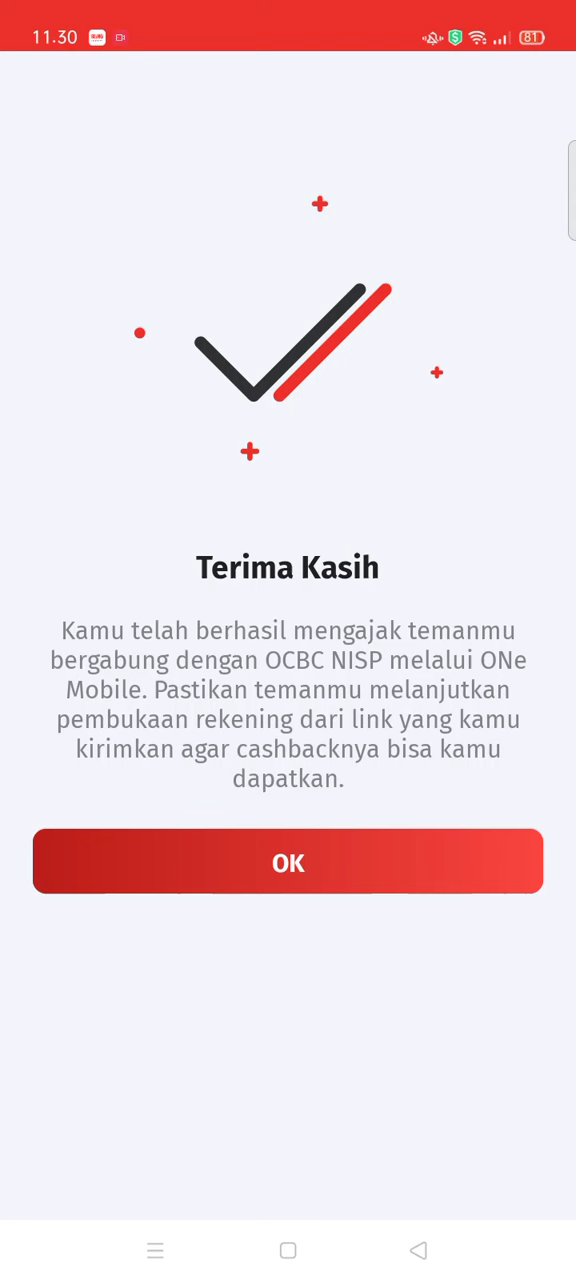 11.30
81
Terima Kasih
Kamu telah berhasil mengajak temanmu
bergabung dengan OCBC NISP melalui ONe
Mobile. Pastikan temanmu melanjutkan
pembukaan rekening dari link yang kamu
kirimkan agar cashbacknya bisa kamu
dapatkan.
OK